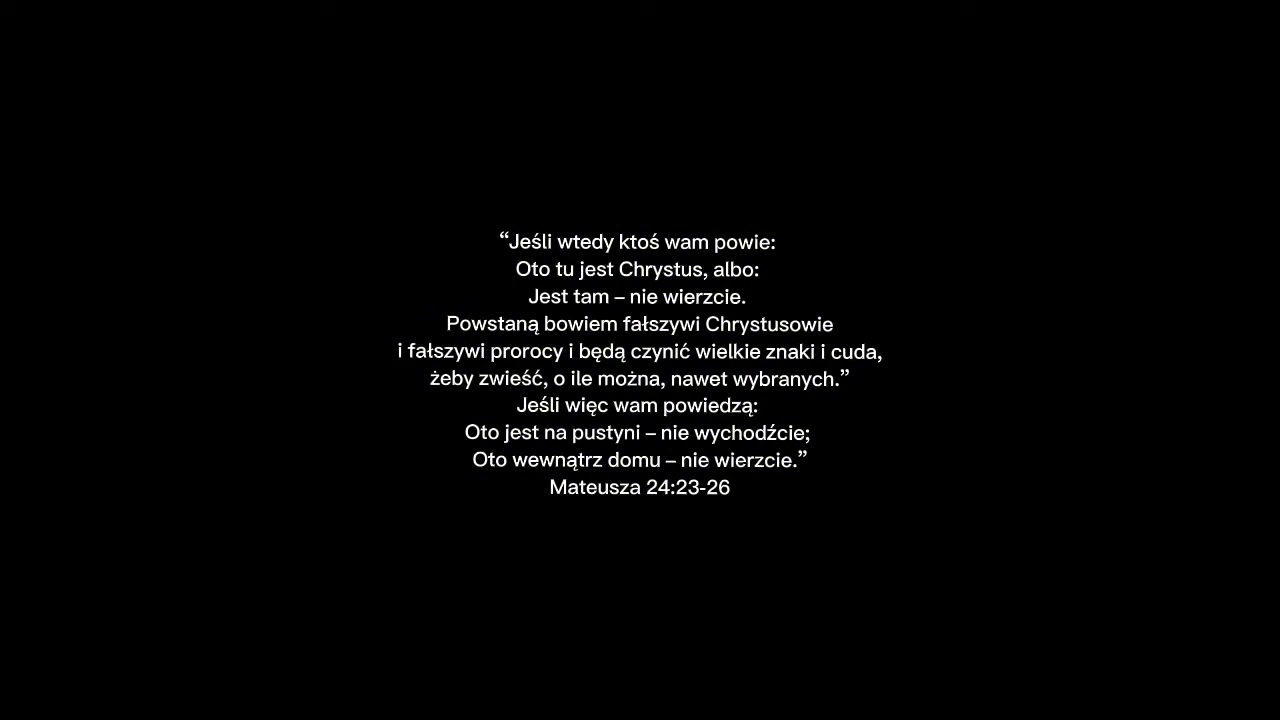 “Jeśli wtedy ktoś wam powie:
Oto tu jest Chrystus, albo:
Jest tam – nie wierzcie.
Powstaną bowiem fałszywi Chrystusowie
i fałszywi prorocy i będą czynić wielkie znaki i cuda,
żeby zwieść, o ile można, nawet wybranych.”
Jeśli więc wam powiedzą:
Oto jest na pustyni – nie wychodźcie;
Oto wewnątrz domu – nie wierzcie.”
Mateusza 24:23-26